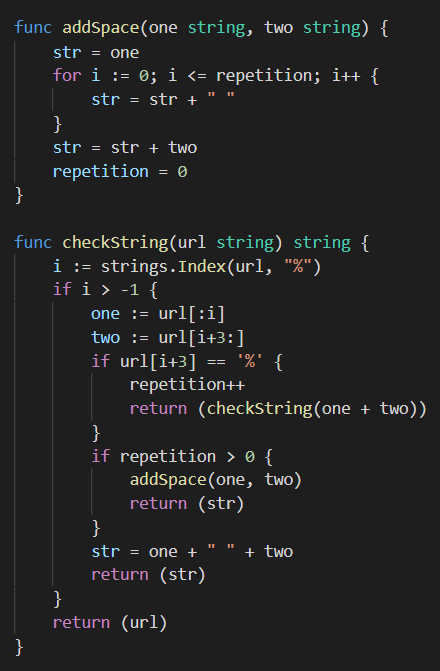 func addSpace(one string, two string) {
    str = one
    for i := 0; i <= repetition; i++ {
        str = str + " "
    }
    str = str + two
    repetition = 0
}

func checkString(url string) string {
    i := strings.Index(url, "%")
    if i > -1 {
        one := url[:i]
        two := url[i+3:]
        if url[i+3] == '%' {
            repetition++
            return (checkString(one + two))
        }
        if repetition > 0 {
            addSpace(one, two)
            return (str)
        }
        str = one + " " + two
        return (str)
    }
    return (url)
}